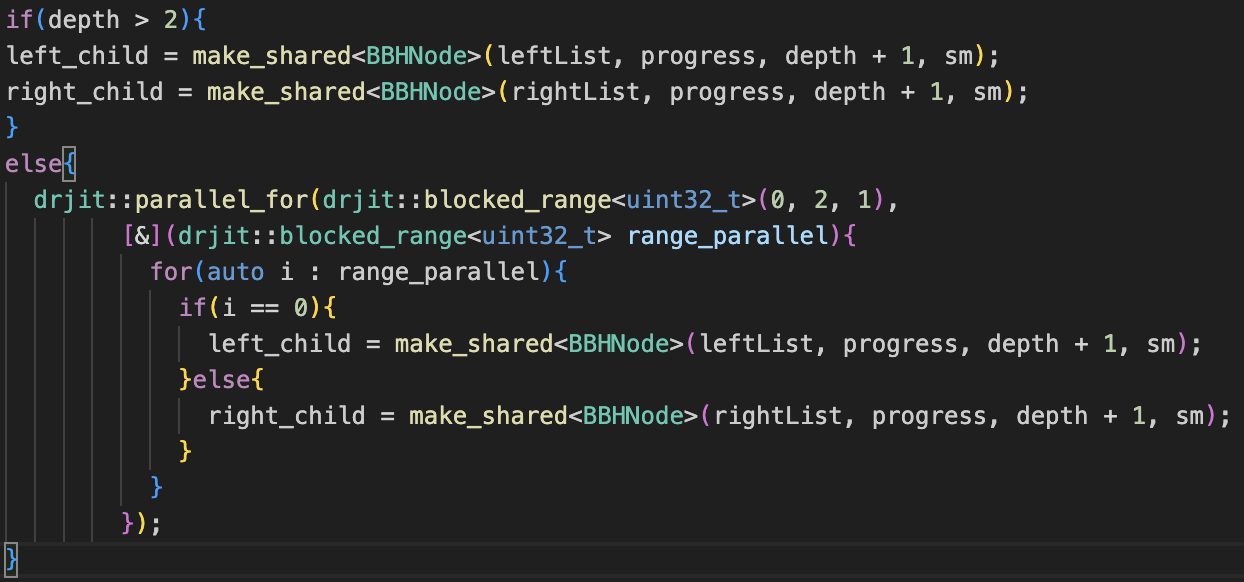 if(depth > 2){
left_child = make_shared<BBHNode>(leftList, progress, depth + 1, sm);
right_child = make_shared<BBHNode>(rightList, progress, depth + 1, sm);
}
else{
  drjit::parallel_for(drjit::blocked_range<uint32_t>(0, 2, 1),
        [&](drjit::blocked_range<uint32_t> range_parallel){
          for(auto i : range_parallel){
            if(i == 0){
              left_child = make_shared<BBHNode>(leftList, progress, depth + 1, sm);
            }else{
              right_child = make_shared<BBHNode>(rightList, progress, depth + 1, sm);
            }
          }
        });
}